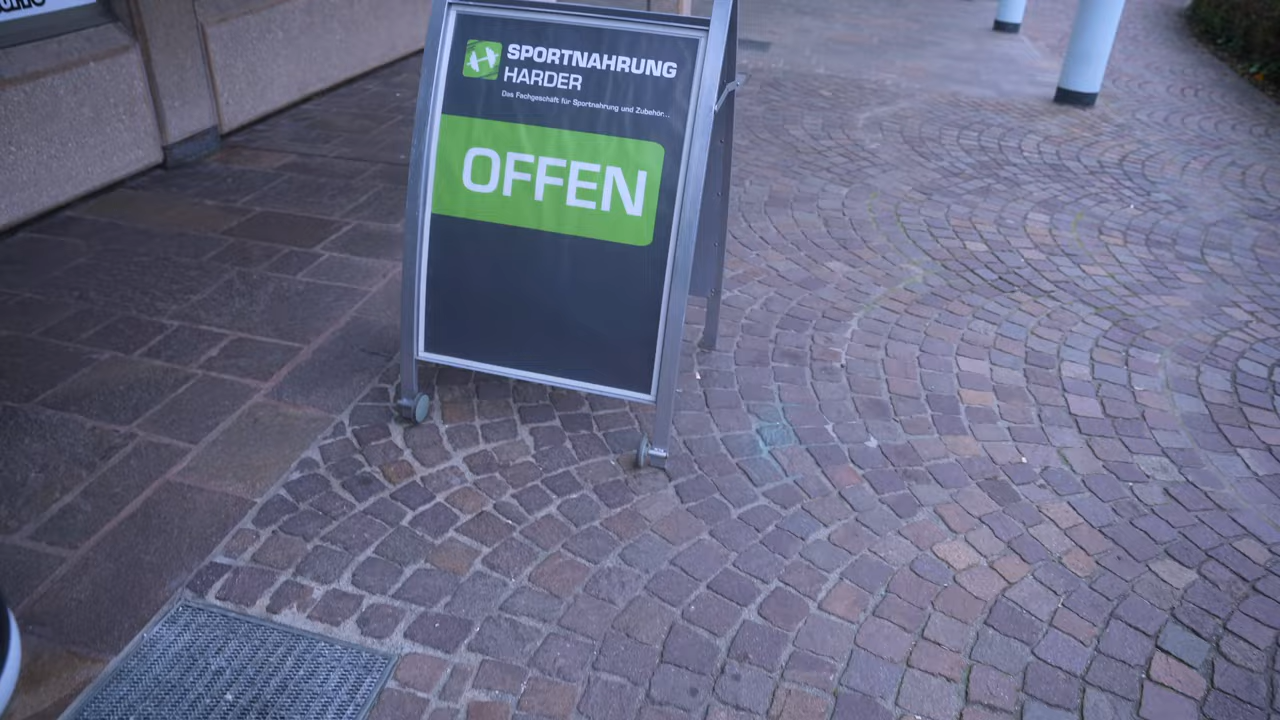 SPORTNAHRUNG
HARDER
Das Fachgeschäft für Sportnahrung und Zubehör...
OFFEN